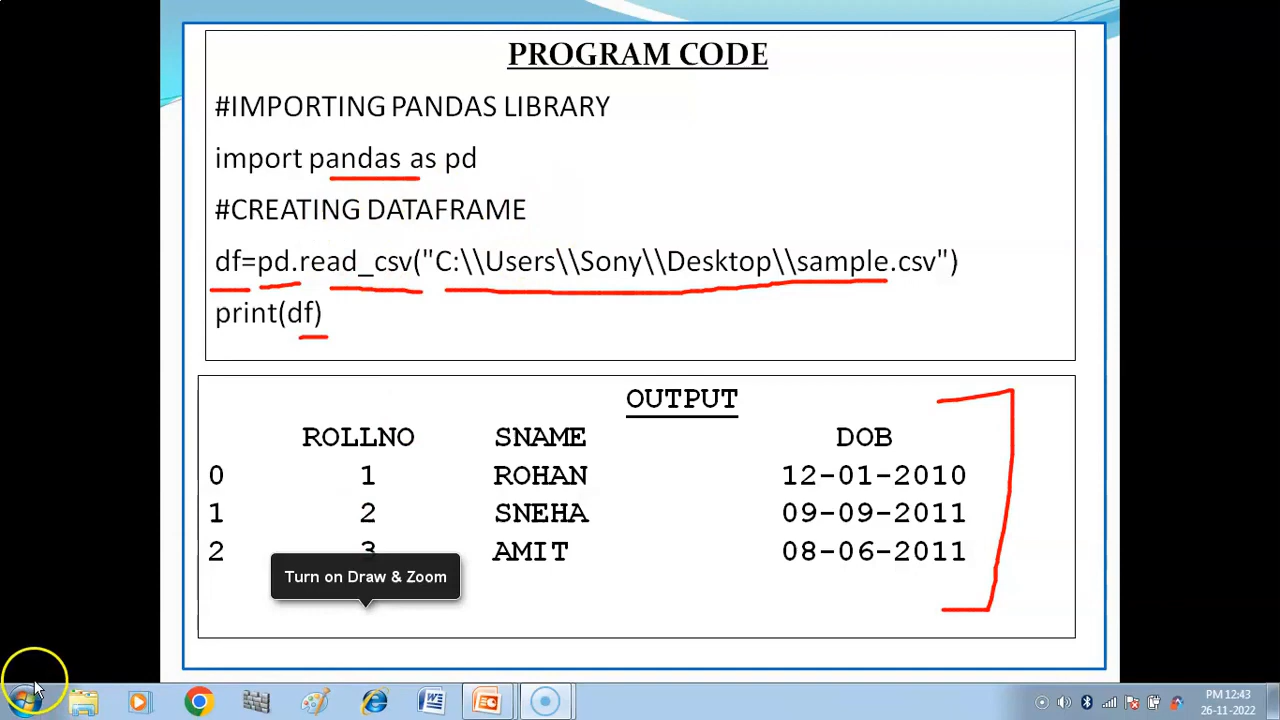 PROGRAM CODE
#IMPORTING PANDAS LIBRARY
import pandas as pd
#CREATING DATAFRAME
df=pd.read_csv("C:\\Users\\Sony\\Desktop\\sample.csv")
print(df)
OUTPUT
ROLLNO SNAME DOB
0 1 ROHAN 12-01-2010
1 2 SNEHA 09-09-2011
2 3 AMIT 08-06-2011
Turn on Draw & Zoom
PM 12:43
26-11-2022